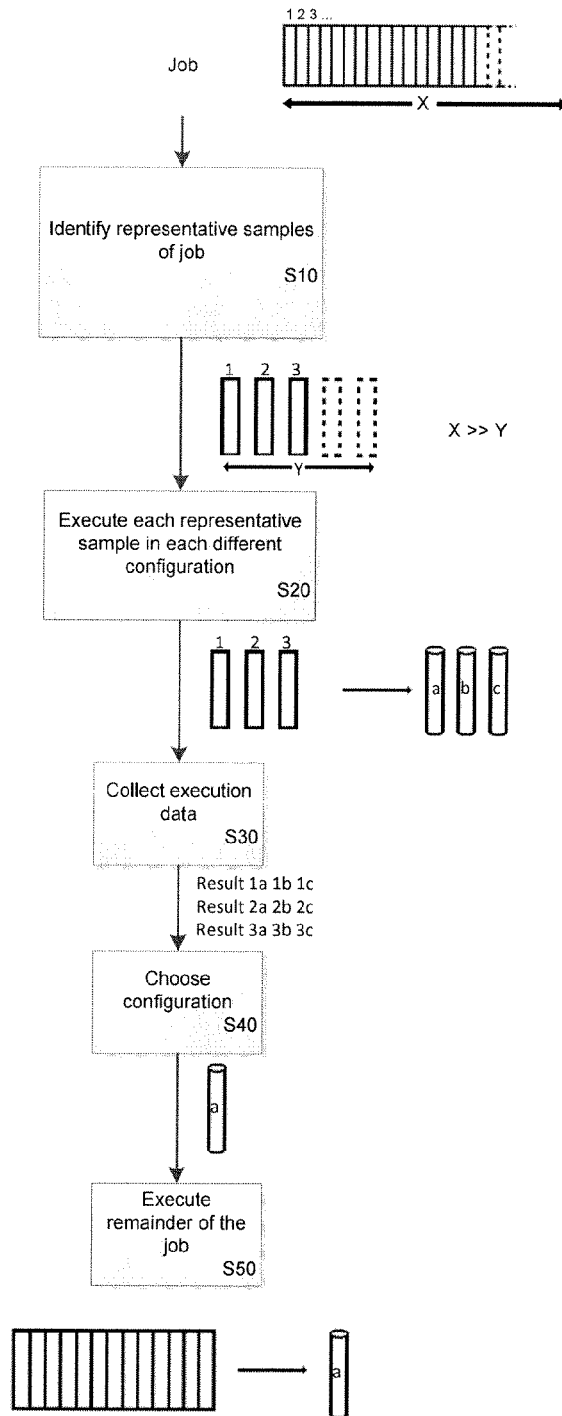 1 2 3 ...
Job
X
Identify representative samples
of job
S10
1 2 3
X >> Y
Y
Execute each representative
sample in each different
configuration
S20
1 2 3
a b c
Collect execution
data
S30
Result 1a 1b 1c
Result 2a 2b 2c
Result 3a 3b 3c
Choose
configuration
S40
a
Execute
remainder of the
job
S50
a